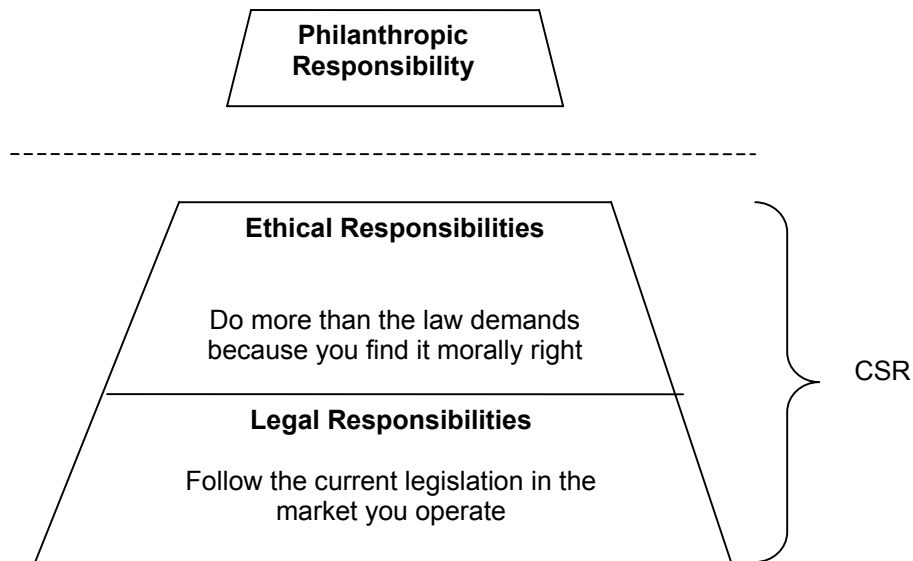 Philanthropic
Responsibility
Ethical Responsibilities
Do more than the law demands
because you find it morally right
CSR
Legal Responsibilities
Follow the current legislation in the
market you operate